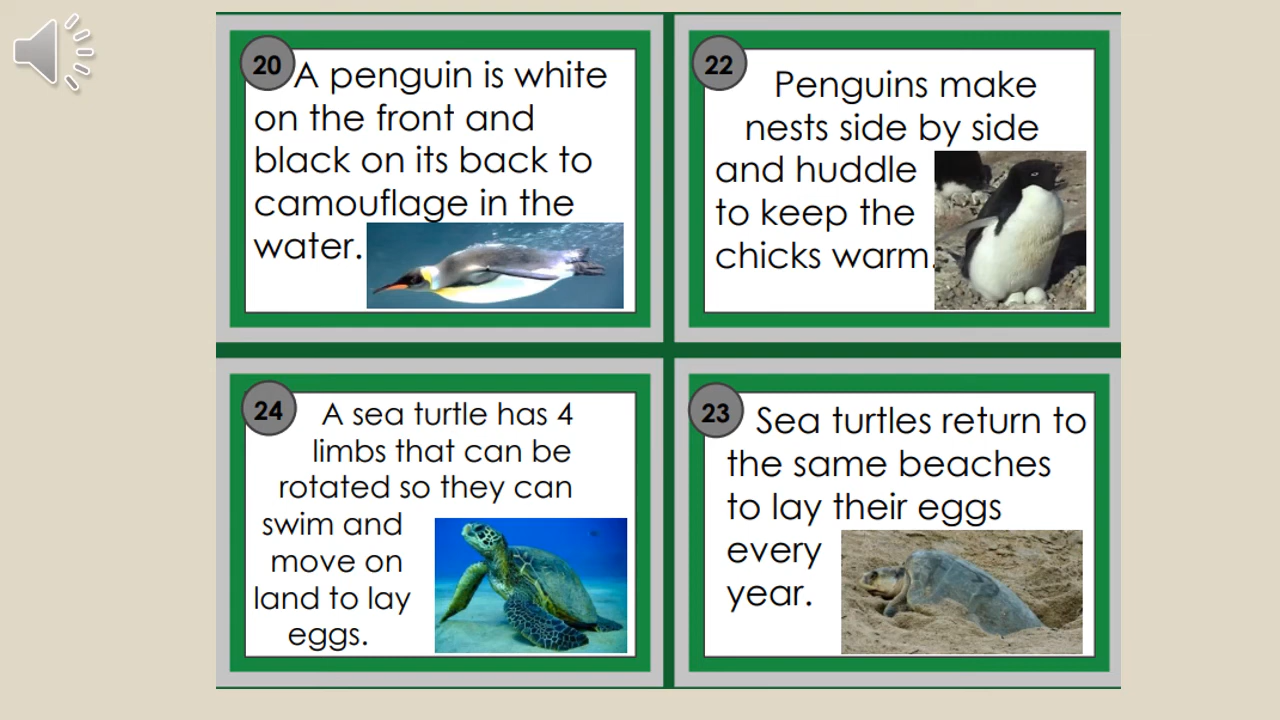 20
A penguin is white
on the front and
black on its back to
camouflage in the
water.
22
Penguins make
nests side by side
and huddle
to keep the
chicks warm.
24
A sea turtle has 4
limbs that can be
rotated so they can
swim and
move on
land to lay
eggs.
23
Sea turtles return to
the same beaches
to lay their eggs
every
year.